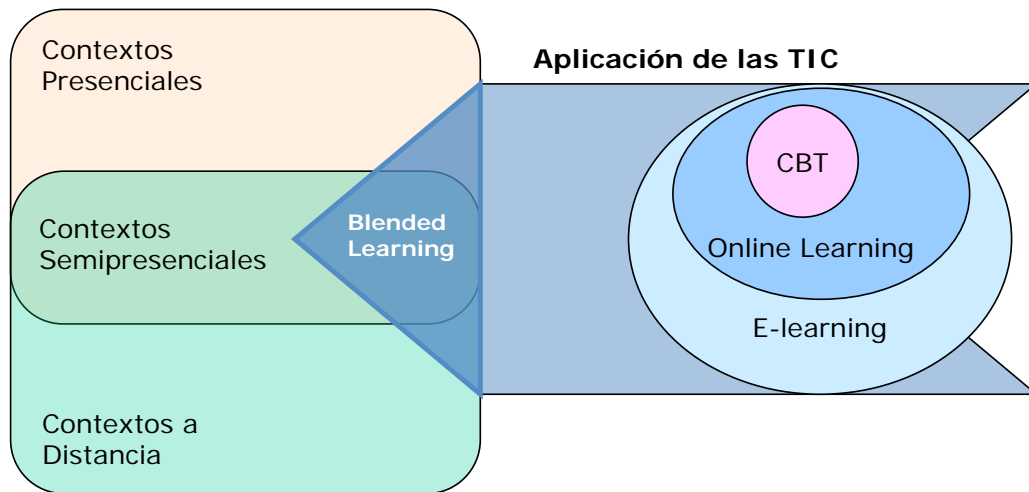 Contextos
Presenciales
Aplicación de las TIC
CBT
Contextos
Semipresenciales
Blended
Learning
Online Learning
E-learning
Contextos a
Distancia